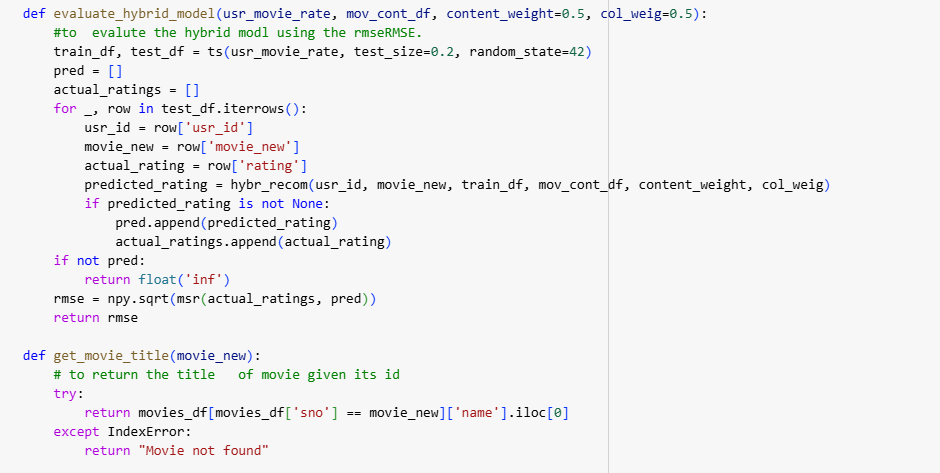 def evaluate_hybrid_model(usr_movie_rate, mov_cont_df, content_weight=0.5, col_weig=0.5):
    #to  evalute the hybrid modl using the rmseRMSE.
    train_df, test_df = ts(usr_movie_rate, test_size=0.2, random_state=42)
    pred = []
    actual_ratings = []
    for _, row in test_df.iterrows():
        usr_id = row['usr_id']
        movie_new = row['movie_new']
        actual_rating = row['rating']
        predicted_rating = hybr_recom(usr_id, movie_new, train_df, mov_cont_df, content_weight, col_weig)
        if predicted_rating is not None:
            pred.append(predicted_rating)
            actual_ratings.append(actual_rating)
    if not pred:
        return float('inf')
    rmse = npy.sqrt(msr(actual_ratings, pred))
    return rmse

def get_movie_title(movie_new):
    # to return the title   of movie given its id
    try:
        return movies_df[movies_df['sno'] == movie_new]['name'].iloc[0]
    except IndexError:
        return "Movie not found"